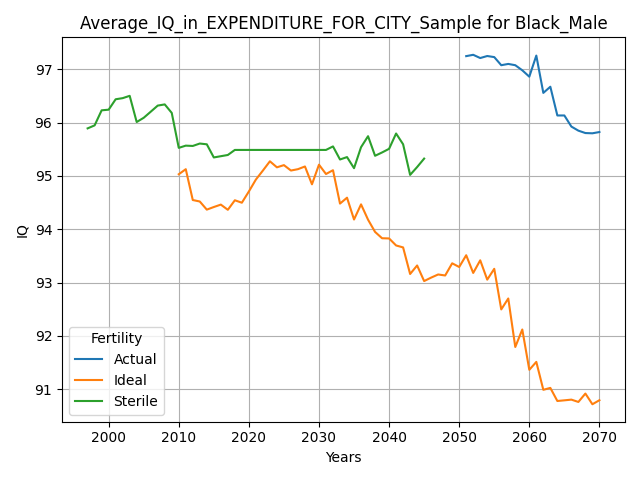 Average_IQ_in_EXPENDITURE_FOR_CITY_Sample for Black_Male
IQ
97
96
95
94
93
92
91
Fertility
Actual
Ideal
Sterile
2000 2010 2020 2030 2040 2050 2060 2070
Years